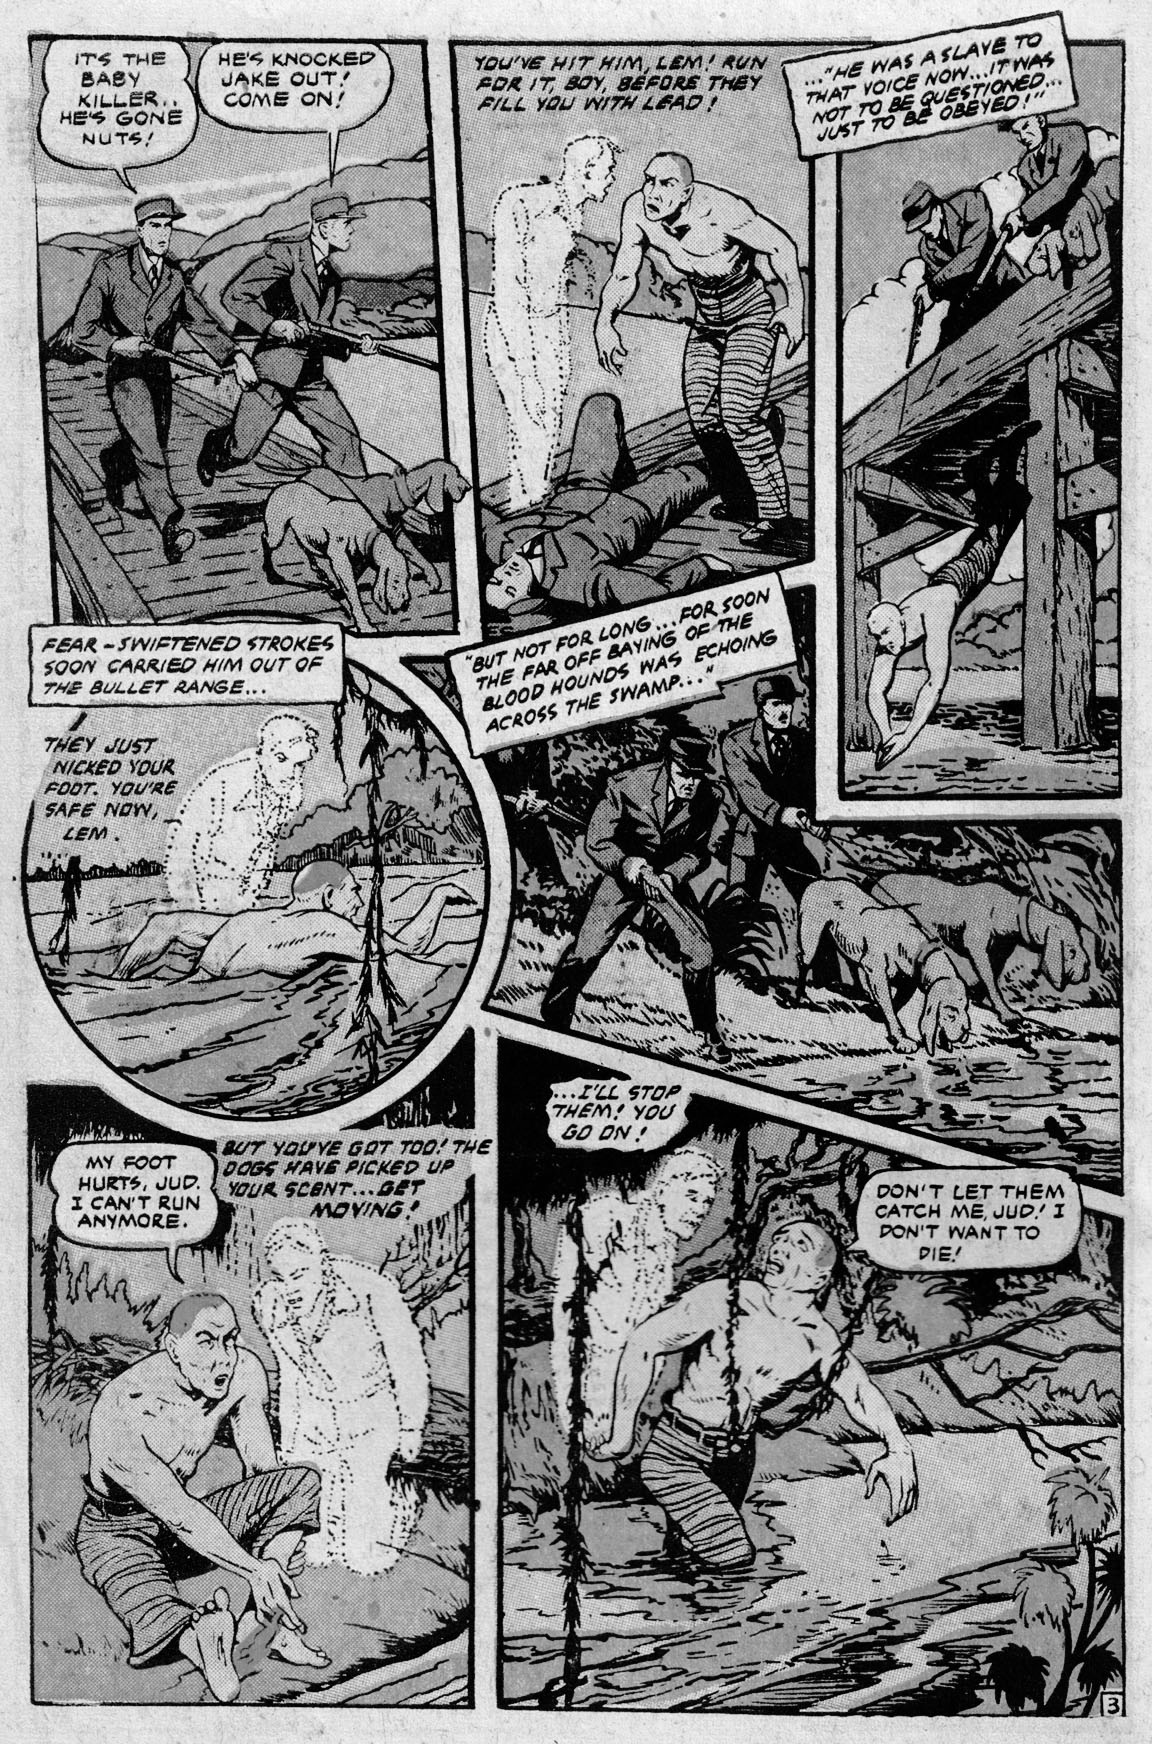 IT'S THE
BABY
KILLER..
HE'S GONE
NUTS!
HE'S KNOCKED
JAKE OUT!
COME ON!
YOU'VE HIT HIM, LEM! RUN
FOR IT, BOY, BEFORE THEY
FILL YOU WITH LEAD!
..."HE WAS A SLAVE TO
THAT VOICE NOW...IT WAS
NOT TO BE QUESTIONED...
JUST TO BE OBEYED!"
FEAR-SWIFTENED STROKES
SOON CARRIED HIM OUT OF
THE BULLET RANGE...
THEY JUST
NICKED YOUR
FOOT. YOU'RE
SAFE NOW,
LEM.
"BUT NOT FOR LONG...FOR SOON
THE FAR OFF BAYING OF THE
BLOOD HOUNDS WAS ECHOING
ACROSS THE SWAMP..."
MY FOOT
HURTS, JUD.
I CAN'T RUN
ANYMORE.
BUT YOU'VE GOT TOO! THE
DOGS HAVE PICKED UP
YOUR SCENT...GET
MOVING!
...I'LL STOP
THEM! YOU
GO ON!
DON'T LET THEM
CATCH ME, JUD! I
DON'T WANT TO
DIE!
3